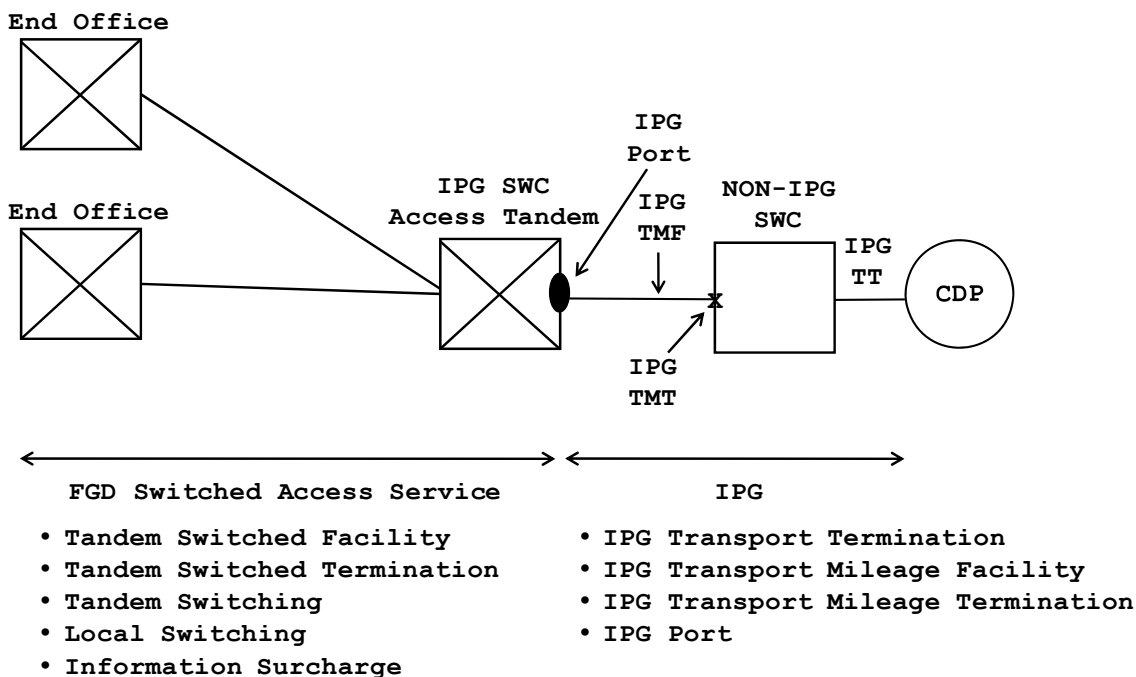 End Office
End Office
IPG SWC
Access Tandem
IPG
Port
IPG
TMF
NON-IPG
SWC
IPG
TT
CDP
x
IPG
TMT
FGD Switched Access Service
• Tandem Switched Facility
• Tandem Switched Termination
• Tandem Switching
• Local Switching
• Information Surcharge
IPG
• IPG Transport Termination
• IPG Transport Mileage Facility
• IPG Transport Mileage Termination
• IPG Port